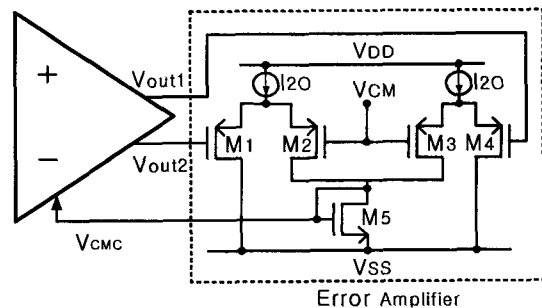 VDD
I20
I20
VCM
+
Vout1
M1
M2
M3
M4
−
Vout2
M5
VCMC
VSS
Error Amplifier